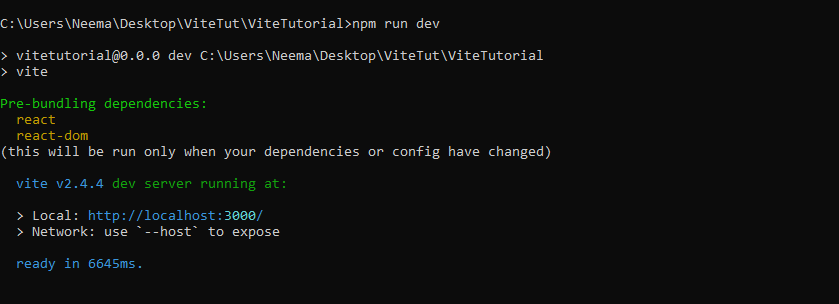 C:\Users\Neema\Desktop\ViteTut\ViteTutorial>npm run dev
> vitetutorial@0.0.0 dev C:\Users\Neema\Desktop\ViteTut\ViteTutorial
> vite
Pre-bundling dependencies:
react
react-dom
(this will be run only when your dependencies or config have changed)
vite v2.4.4 dev server running at:
> Local: http://localhost:3000/
> Network: use `--host` to expose
ready in 6645ms.